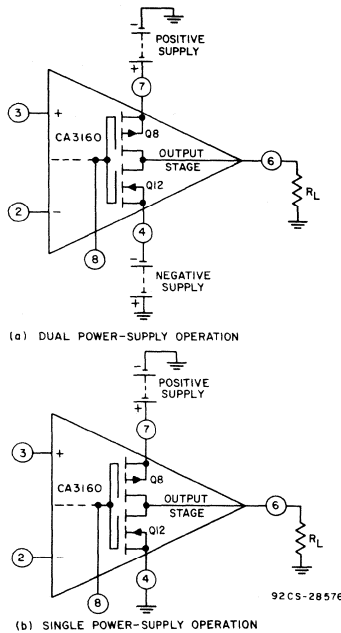 -
POSITIVE
SUPPLY
+
7
3
+
CA3160
Q8
OUTPUT
STAGE
6
Q12
RL
2
-
4
8
-
NEGATIVE
SUPPLY
+
(a) DUAL POWER-SUPPLY OPERATION
-
POSITIVE
SUPPLY
+
7
3
+
CA3160
Q8
OUTPUT
STAGE
6
Q12
RL
2
-
4
8
92CS-28576
(b) SINGLE POWER-SUPPLY OPERATION